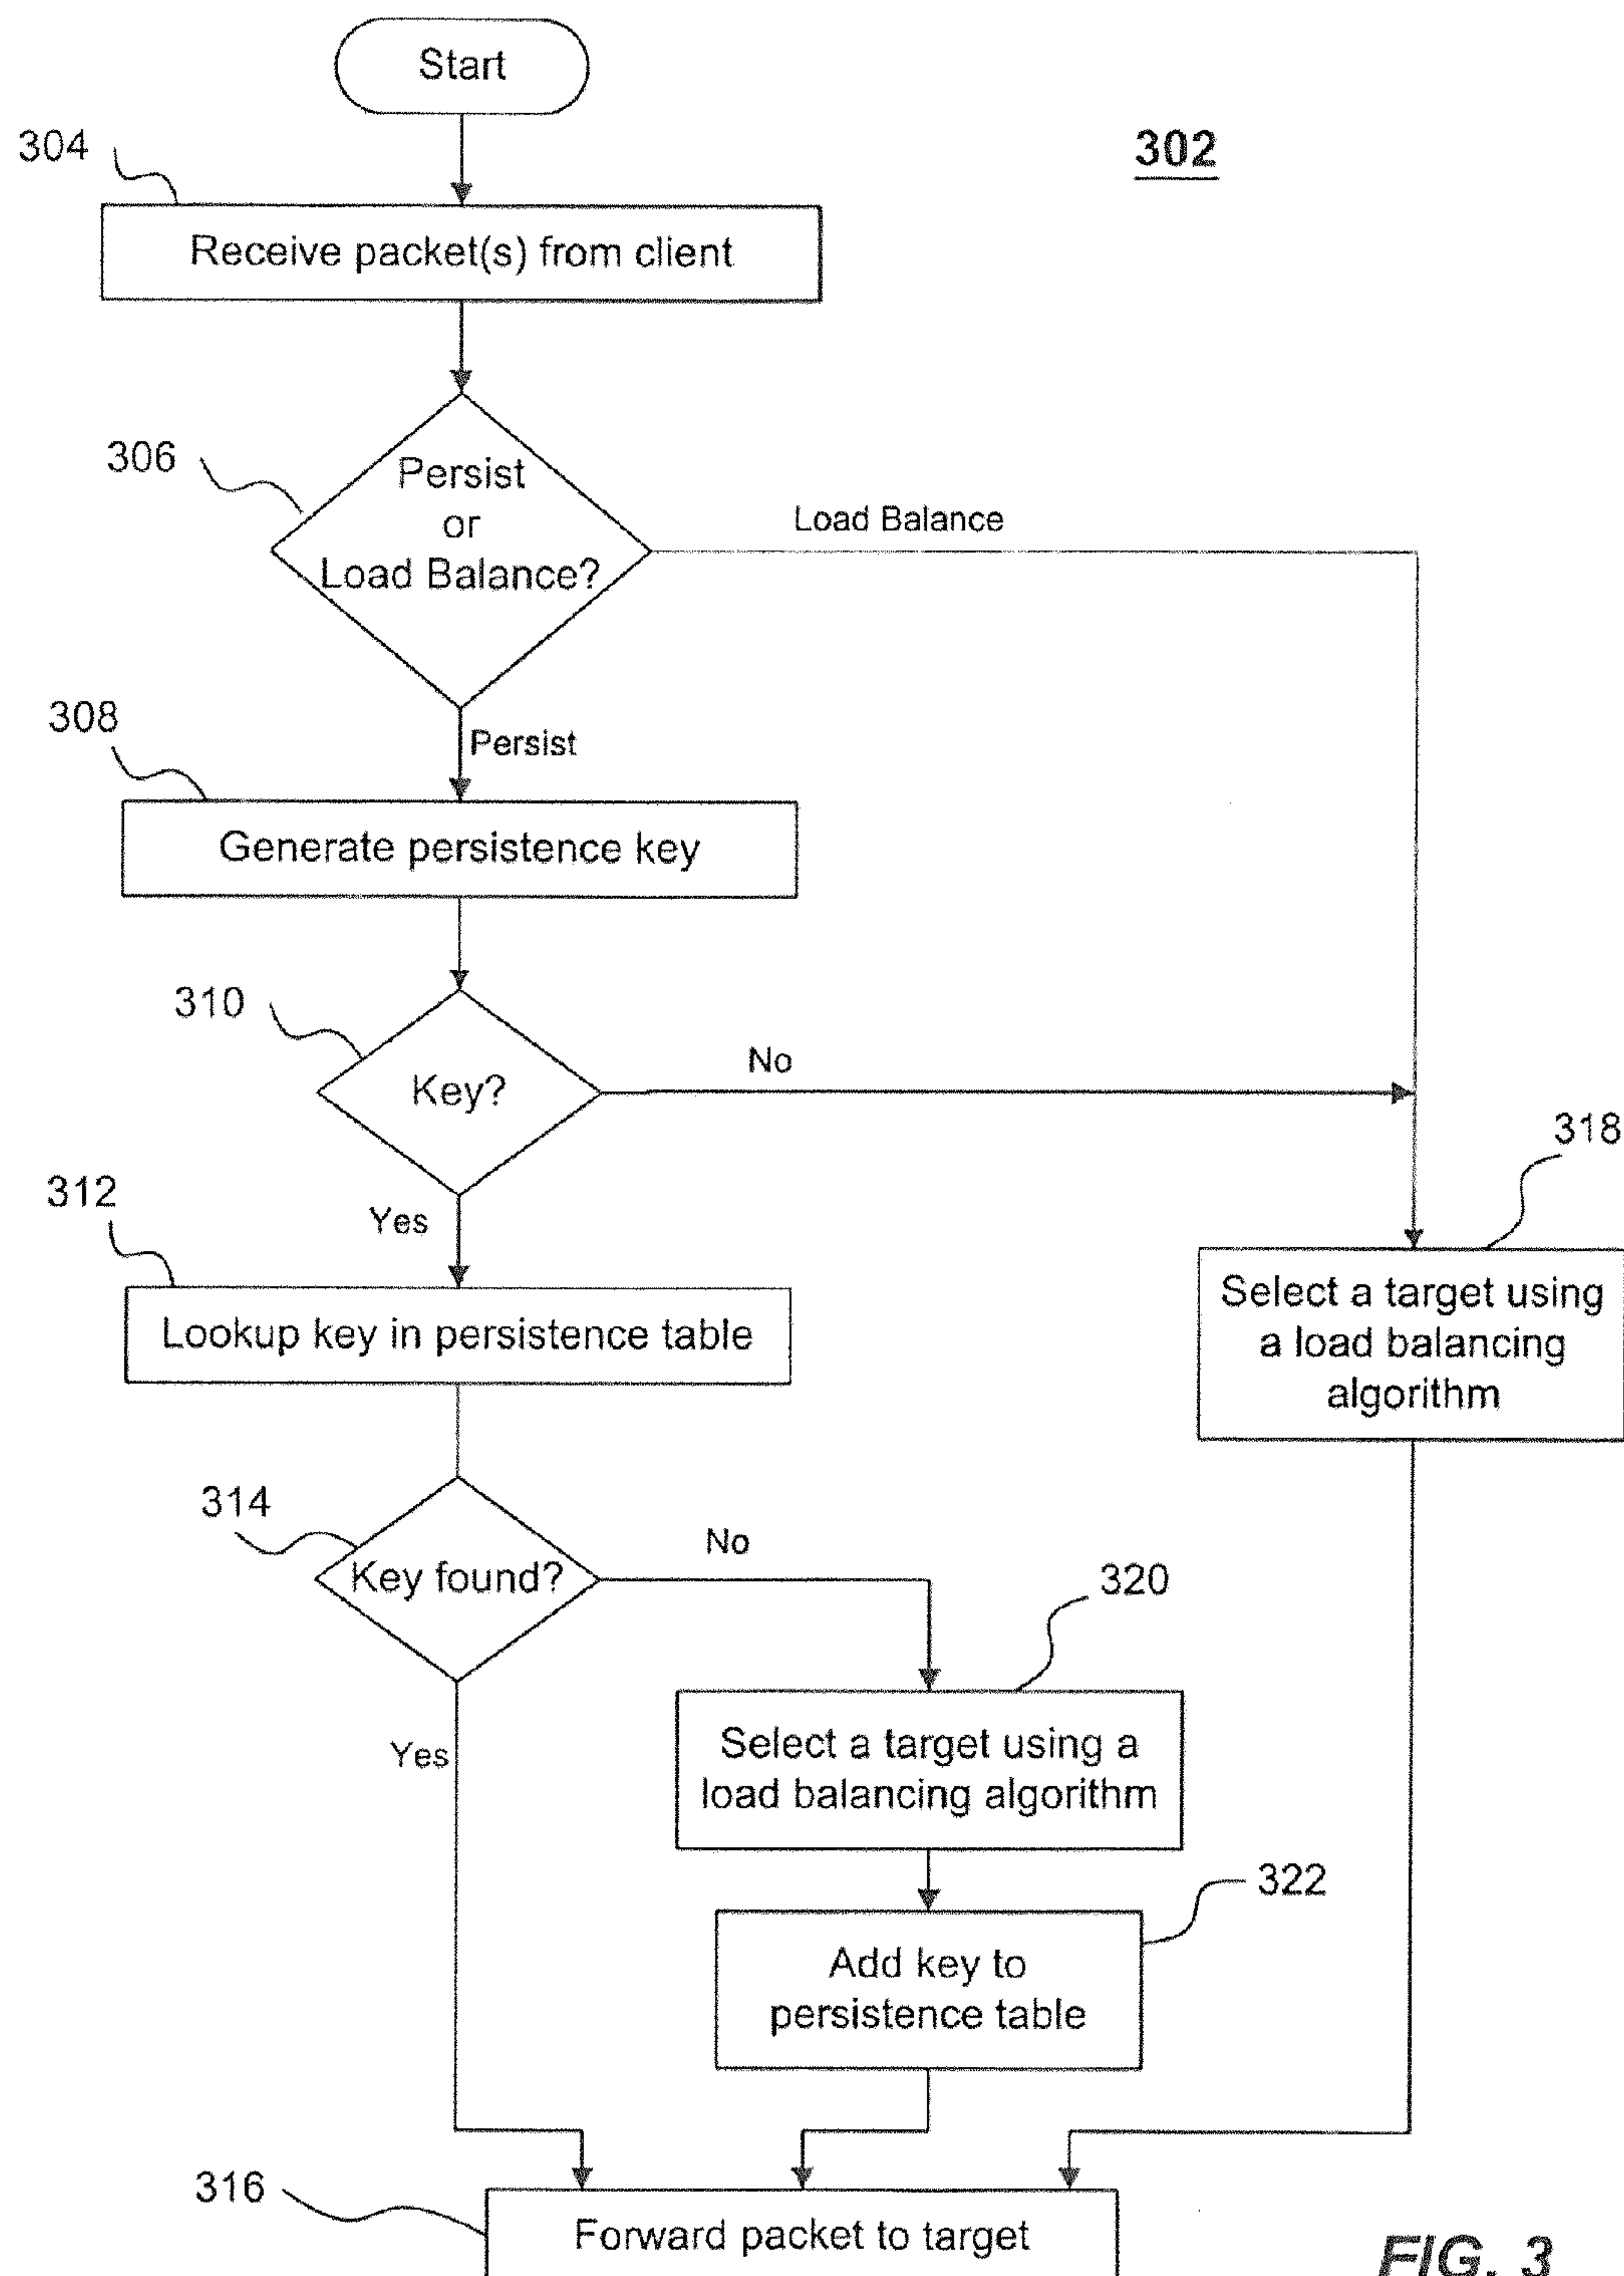 Start
304
302
Receive packet(s) from client
306
Persist
or
Load Balance?
Load Balance
308
Persist
Generate persistence key
310
Key?
No
318
312
Yes
Lookup key in persistence table
Select a target using
a load balancing
algorithm
314
Key found?
No
320
Yes
Select a target using a
load balancing algorithm
322
Add key to
persistence table
316
Forward packet to target
FIG. 3